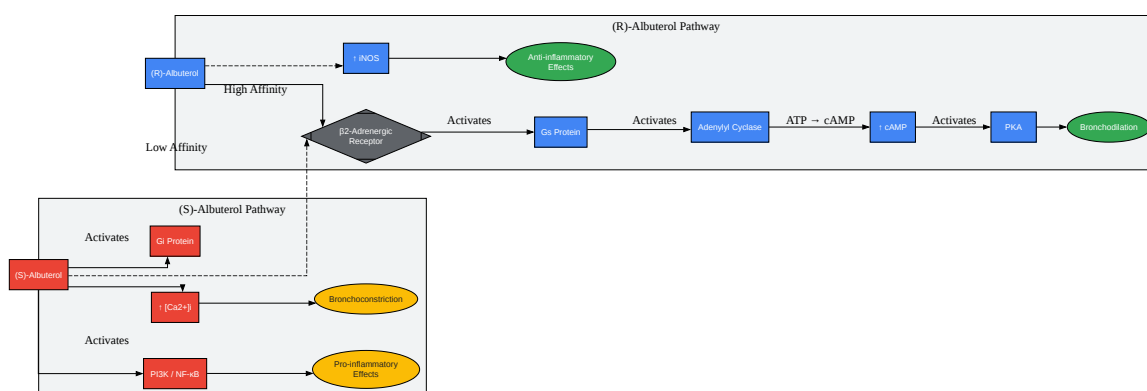 (R)-Albuterol Pathway
(R)-Albuterol
↑ iNOS
Anti-inflammatory
Effects
High Affinity
β2-Adrenergic
Receptor
Activates
Gs Protein
Activates
Adenylyl Cyclase
ATP → cAMP
↑ cAMP
Activates
PKA
Bronchodilation
Low Affinity
(S)-Albuterol Pathway
Activates
Gi Protein
(S)-Albuterol
↑ [Ca2+]i
Bronchoconstriction
Activates
PI3K / NF-κB
Pro-inflammatory
Effects